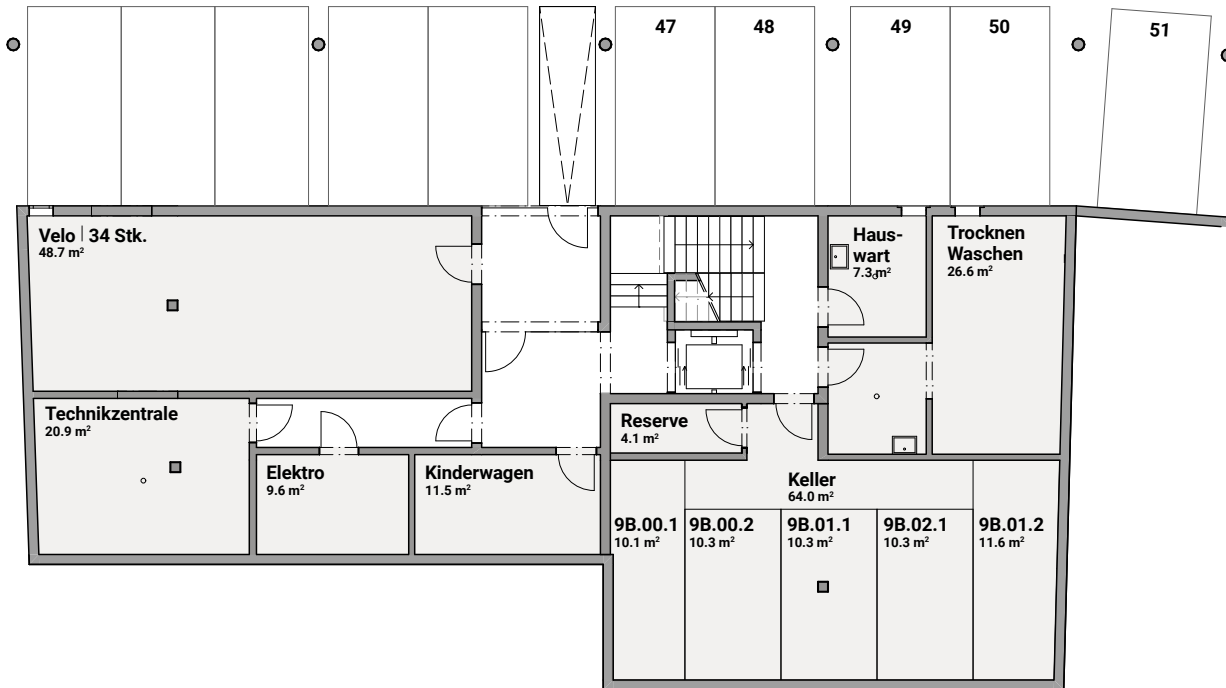 47
48
49
50
51
Velo | 34 Stk.
48.7 m²
Haus-
wart
7.3 m²
Trocknen
Waschen
26.6 m²
Technikzentrale
20.9 m²
Elektro
9.6 m²
Kinderwagen
11.5 m²
Reserve
4.1 m²
Keller
64.0 m²
9B.00.1
10.1 m²
9B.00.2
10.3 m²
9B.01.1
10.3 m²
9B.02.1
10.3 m²
9B.01.2
11.6 m²